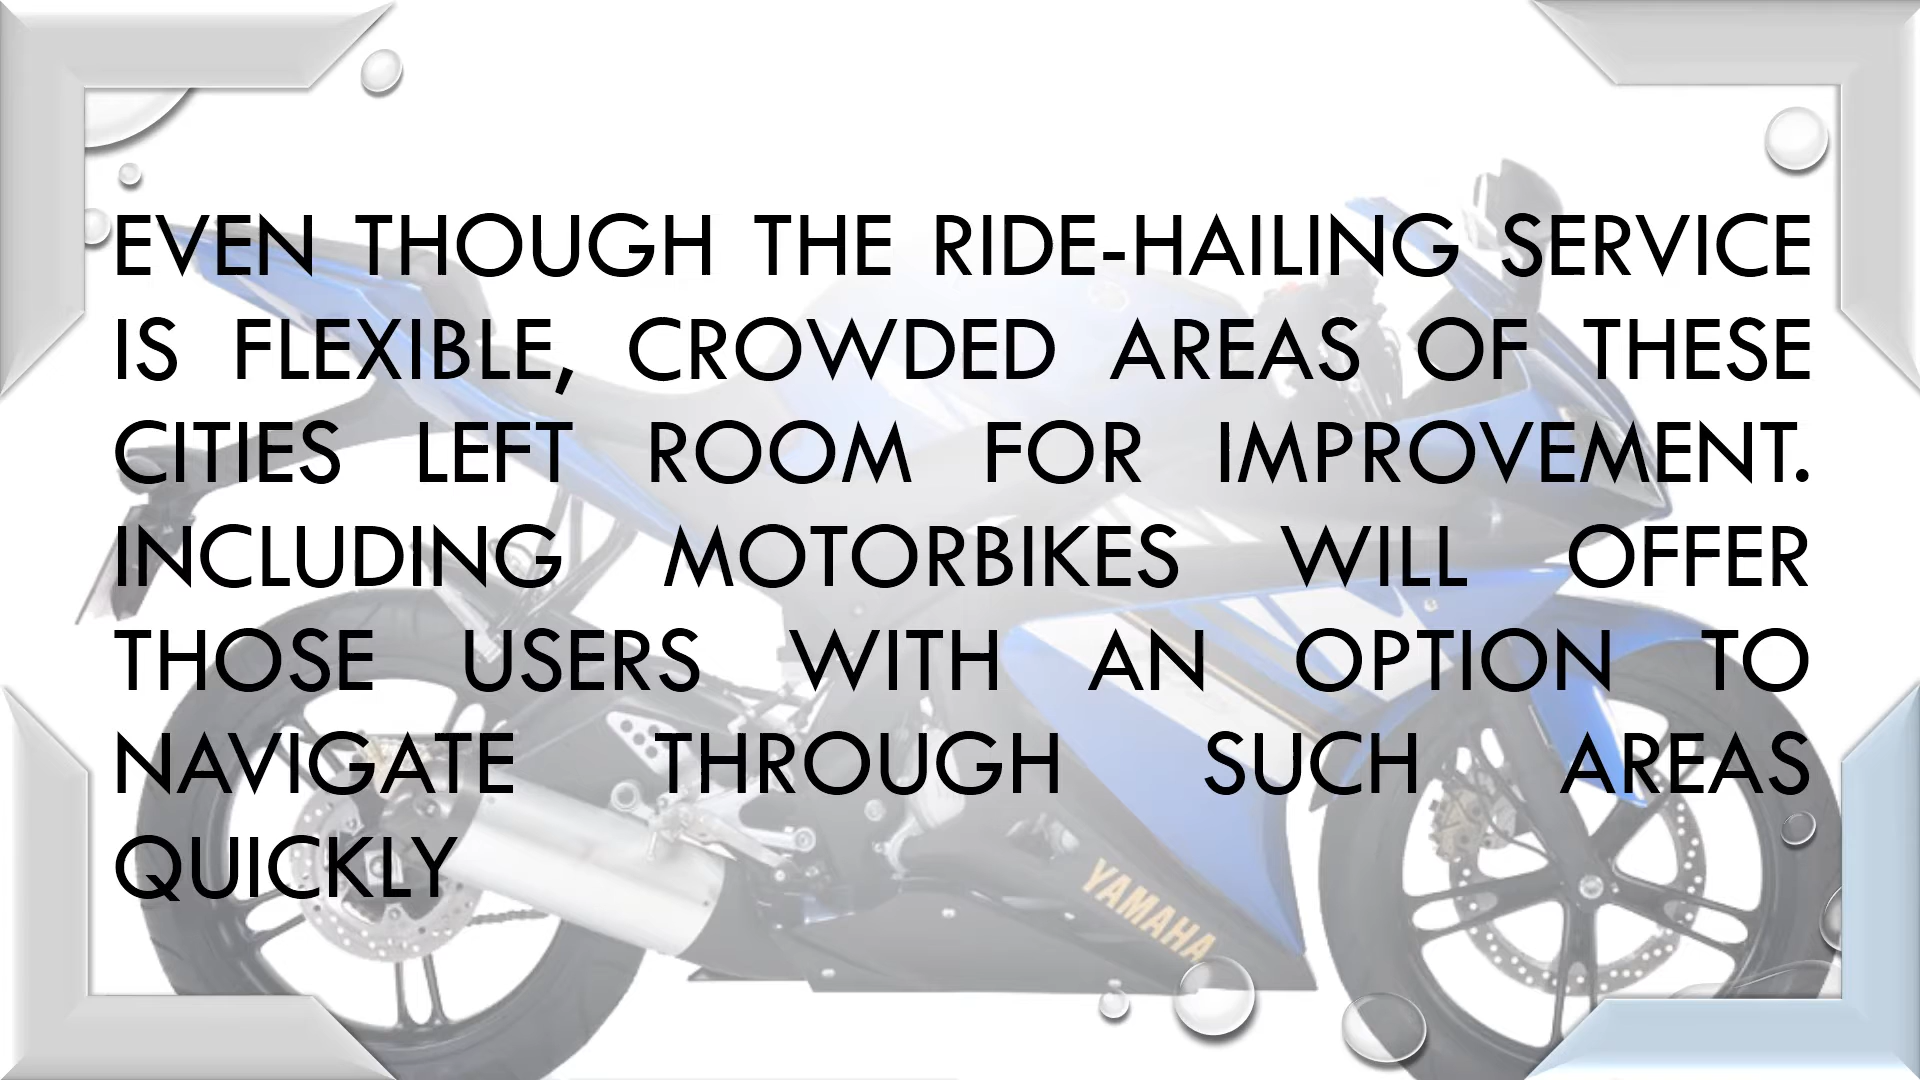 EVEN THOUGH THE RIDE-HAILING SERVICE
IS FLEXIBLE, CROWDED AREAS OF THESE
CITIES LEFT ROOM FOR IMPROVEMENT.
INCLUDING MOTORBIKES WILL OFFER
THOSE USERS WITH AN OPTION TO
NAVIGATE THROUGH SUCH AREAS
QUICKLY
YAMAHA